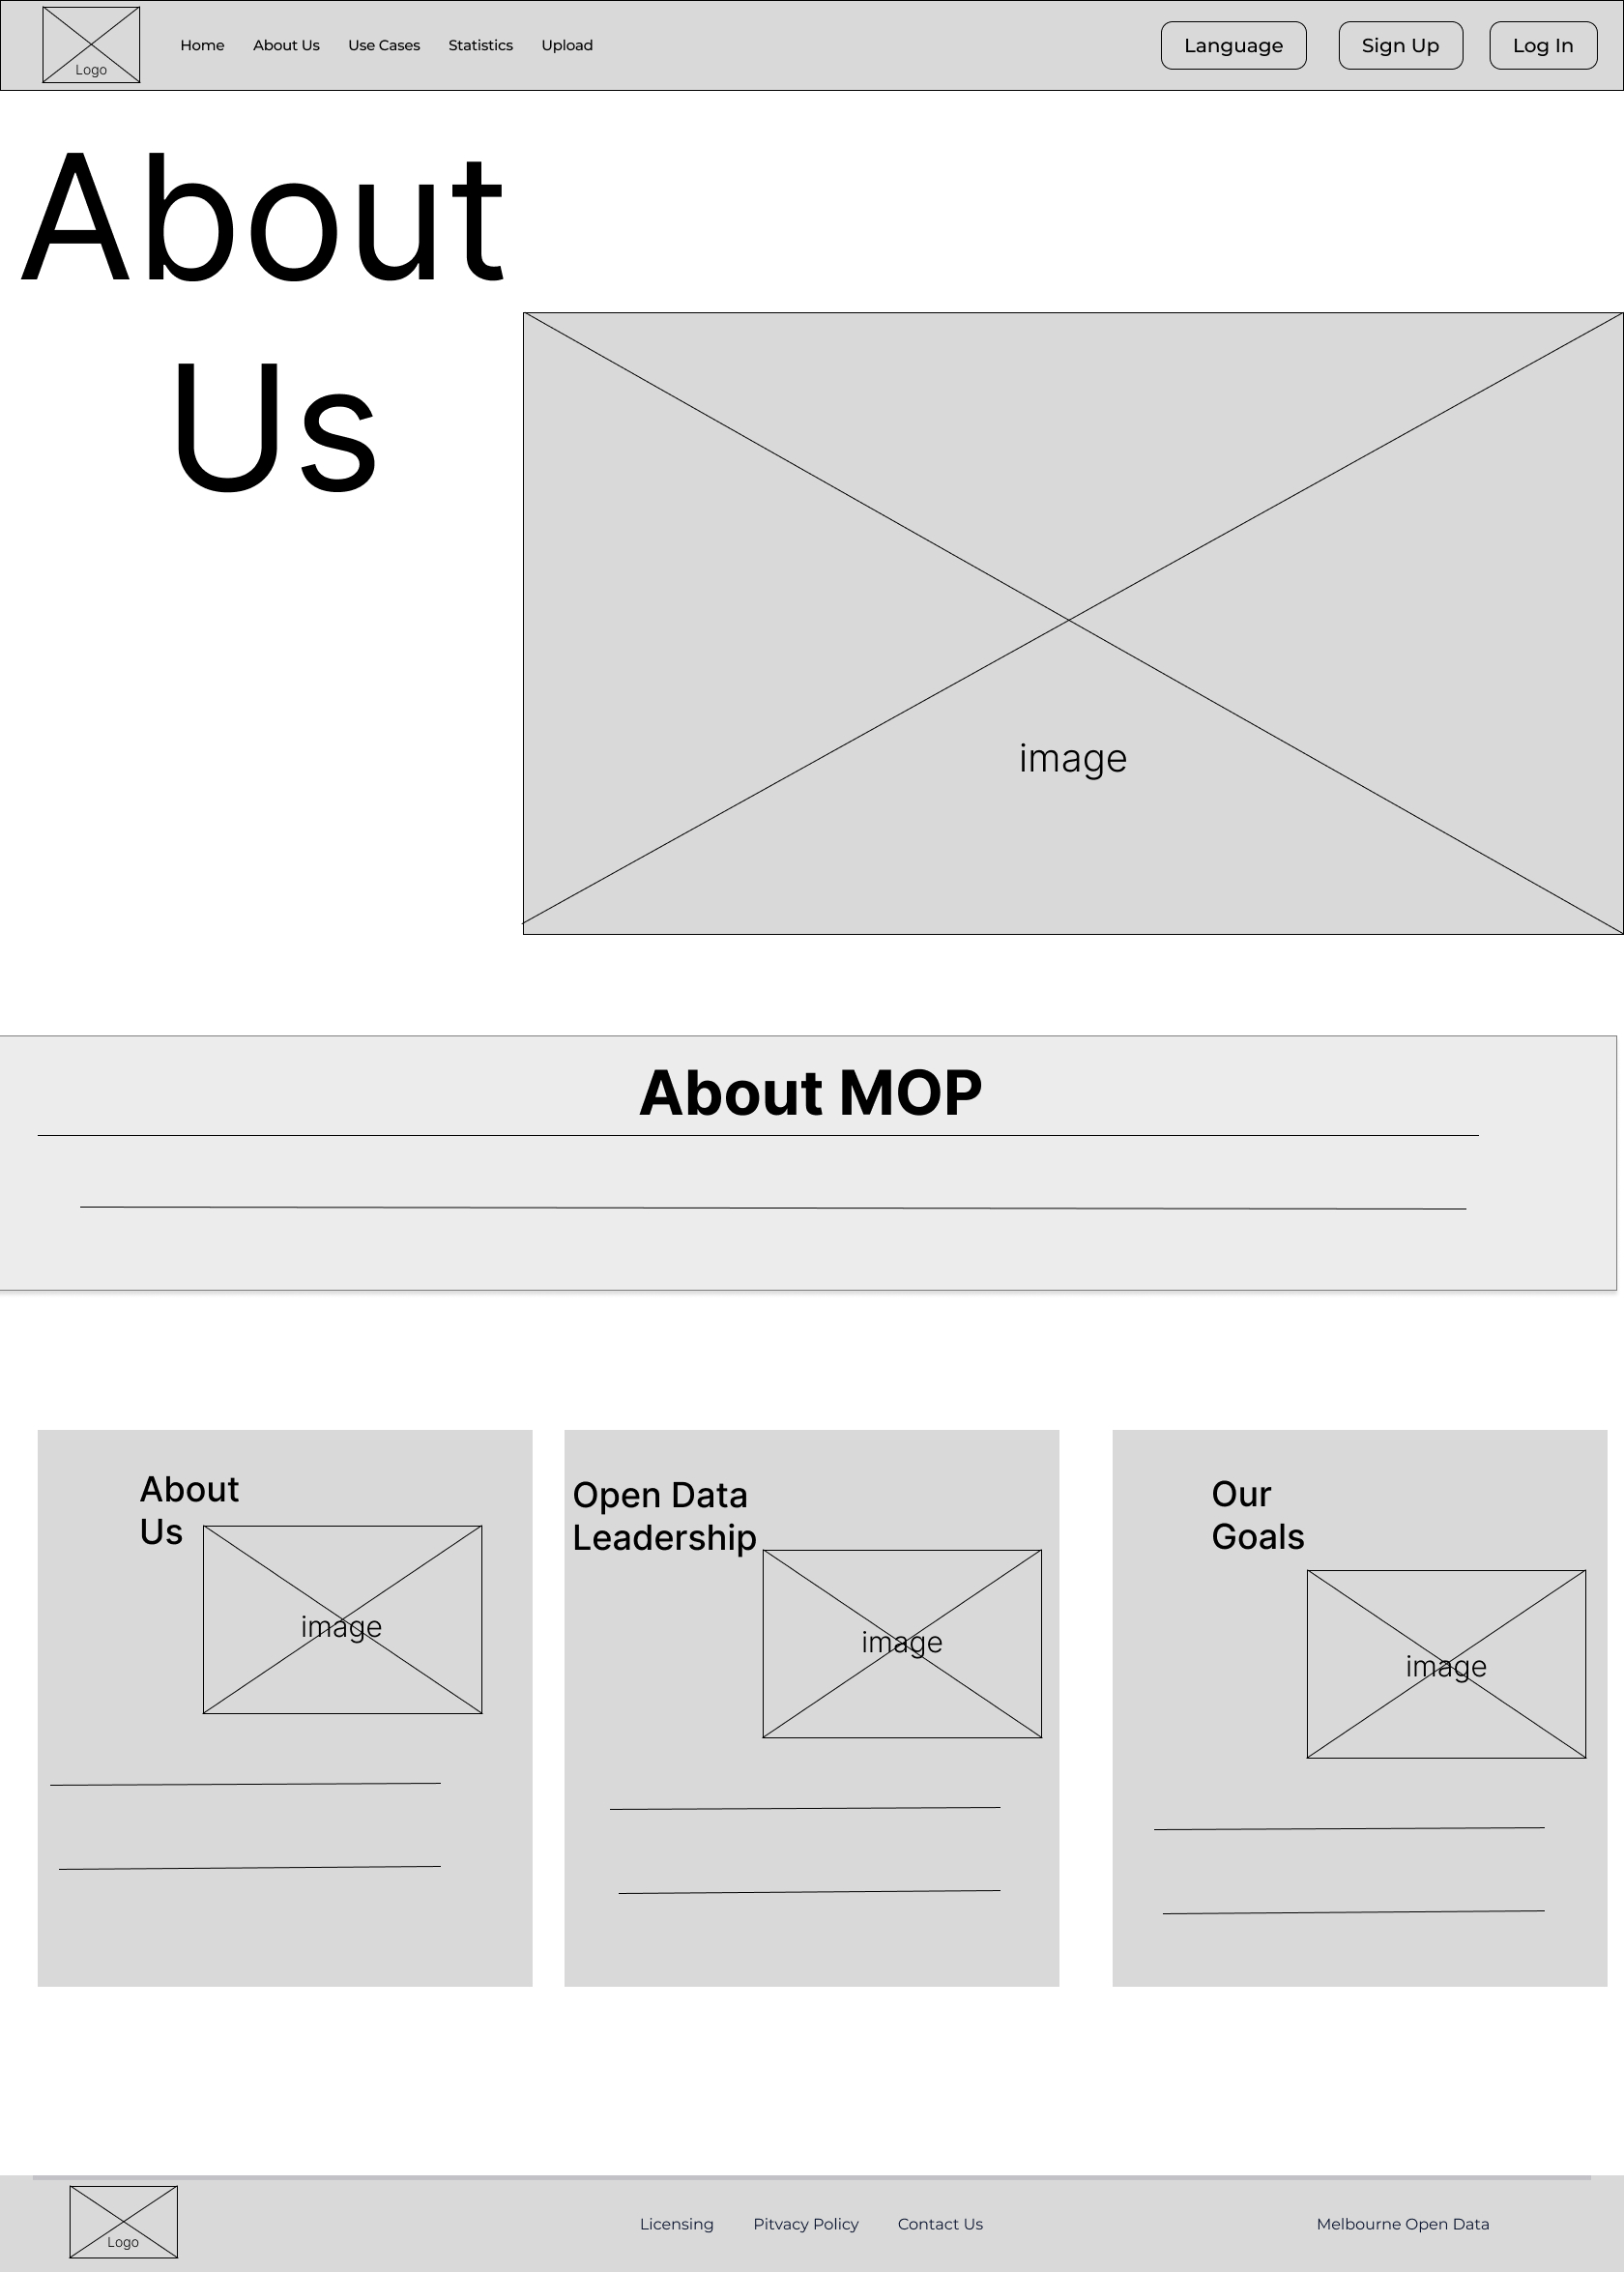 Logo
Home About Us Use Cases Statistics Upload
Language Sign Up Log In
About
Us
image
About MOP
About
Us
image
Open Data
Leadership
image
Our
Goals
image
Logo
Licensing Pitvacy Policy Contact Us
Melbourne Open Data